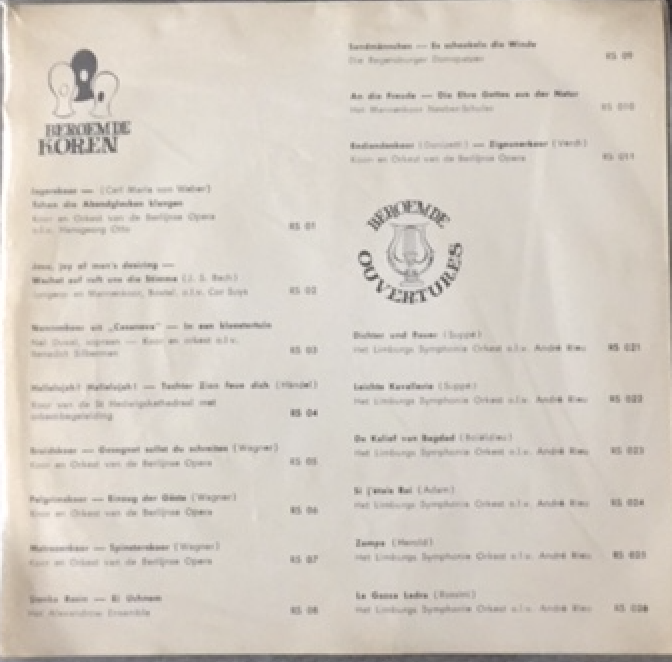 BEROEMDE
KOREN
Jagerskoor — (Carl Maria von Weber)
Schon die Abendglocken klangen
Koor en Orkest van de Berlijnse Opera
o.l.v. Hansgeorg Otto RS 01
Jesu, joy of man's desiring —
Wachet auf ruft uns die Stimme (J. S. Bach)
Jongens- en Mannenkoor, o.l.v. RS 02
Nonnenkoor uit „Casanova" — In een kloostertuin
Nel Duval, sopraan — Koor en orkest o.l.v.
Benedict Silberman RS 03
Hallelujah! Hallelujah! — Tochter Zion freue dich (Händel)
Koor van de St Hedwigskathedraal met
orkestbegeleiding RS 04
Bruidskoor — Gesegnet sollst du schreiten (Wagner)
Koor en Orkest van de Berlijnse Opera RS 05
Pelgrimskoor — Einzug der Gäste (Wagner)
Koor en Orkest van de Berlijnse Opera RS 06
Matrozenkoor — Spinsterskoor (Wagner)
Koor en Orkest van de Berlijnse Opera RS 07
Stenka Rasin — Ei Uchnem
Het Alexandrow Ensemble RS 08
Sandmännchen — Es schaukeln die Winde
Die Regensburger Domspatzen RS 09
An die Freude — Die Ehre Gottes aus der Natur
Het Mannenkoor RS 010
(Donizetti) — Zigeunerkoor (Verdi)
Koor en Orkest van de Berlijnse Opera RS 011
BEROEMDE
OUVERTURES
Dichter und Bauer (Suppé)
Het Limburgs Symphonie Orkest o.l.v. André Rieu RS 021
Leichte Kavallerie (Suppé)
Het Limburgs Symphonie Orkest o.l.v. André Rieu RS 022
De Kalief van Bagdad (Boïeldieu)
Het Limburgs Symphonie Orkest o.l.v. André Rieu RS 023
Si j'étais Roi (Adam)
Het Limburgs Symphonie Orkest o.l.v. André Rieu RS 024
Zampa (Herold)
Het Limburgs Symphonie Orkest o.l.v. André Rieu RS 025
La Gazza Ladra (Rossini)
Het Limburgs Symphonie Orkest o.l.v. André Rieu RS 026